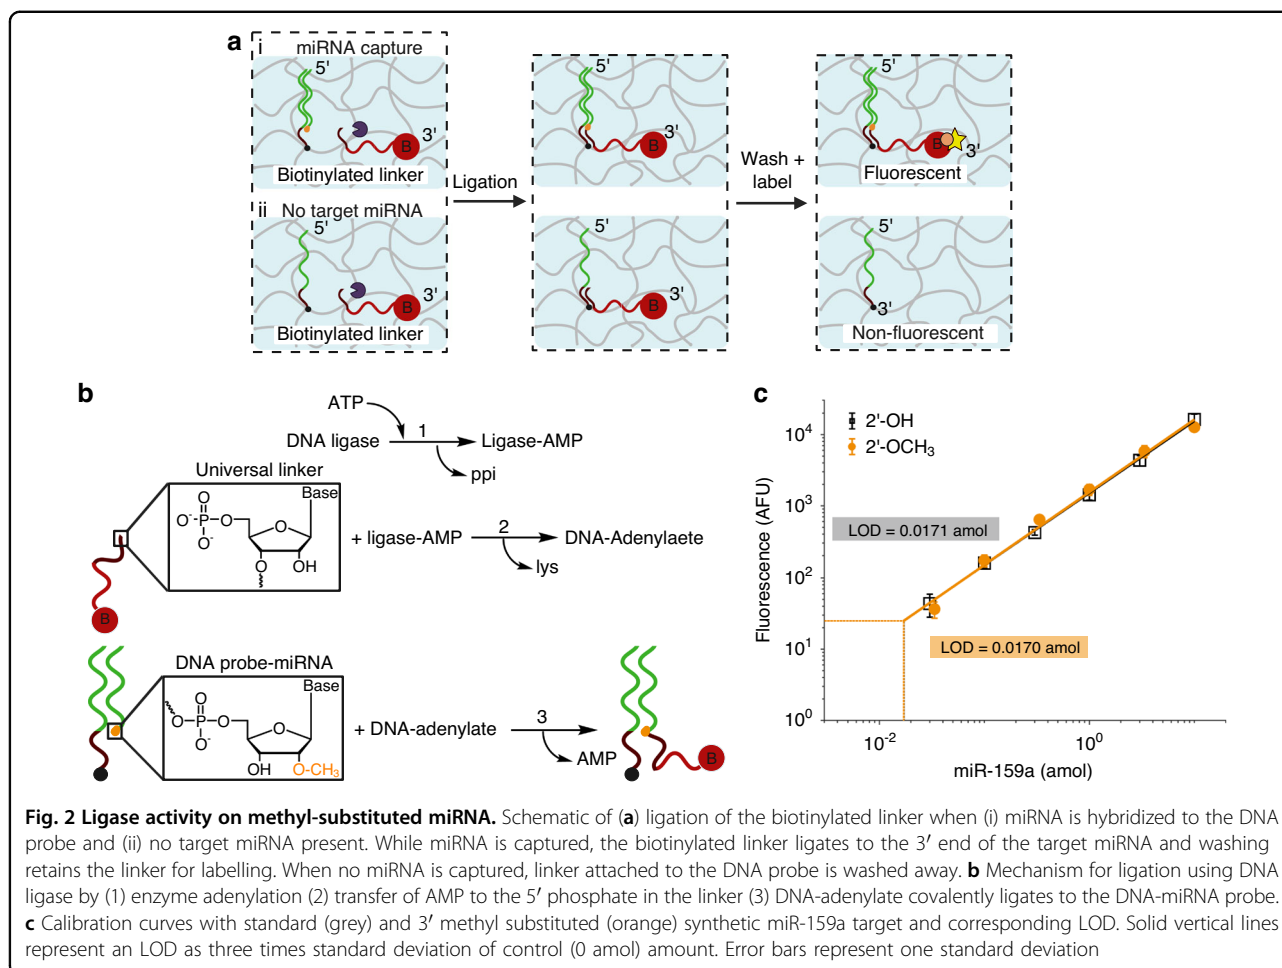 a
i miRNA capture
5'
B
3'
Biotinylated linker
ii No target miRNA
5'
B
3'
Biotinylated linker
Ligation
5'
B
3'
5'
B
3'
Wash +
label
5'
B
3'
Fluorescent
5'
3'
Non-fluorescent
b
ATP
DNA ligase 1 Ligase-AMP
ppi
Universal linker
Base
O
O⁻ P O
O⁻
O
O OH
B
+ ligase-AMP 2 DNA-Adenylaete
lys
DNA probe-miRNA
Base
O
O P O
O⁻
O
OH O-CH₃
+ DNA-adenylate 3
AMP
B
c
2'-OH
2'-OCH₃
Fluorescence (AFU)
10⁴
10³
10²
10¹
10⁰
LOD = 0.0171 amol
LOD = 0.0170 amol
10⁻² 10⁰
miR-159a (amol)
Fig. 2 Ligase activity on methyl-substituted miRNA. Schematic of (a) ligation of the biotinylated linker when (i) miRNA is hybridized to the DNA
probe and (ii) no target miRNA present. While miRNA is captured, the biotinylated linker ligates to the 3′ end of the target miRNA and washing
retains the linker for labelling. When no miRNA is captured, linker attached to the DNA probe is washed away. b Mechanism for ligation using DNA
ligase by (1) enzyme adenylation (2) transfer of AMP to the 5′ phosphate in the linker (3) DNA-adenylate covalently ligates to the DNA-miRNA probe.
c Calibration curves with standard (grey) and 3′ methyl substituted (orange) synthetic miR-159a target and corresponding LOD. Solid vertical lines
represent an LOD as three times standard deviation of control (0 amol) amount. Error bars represent one standard deviation